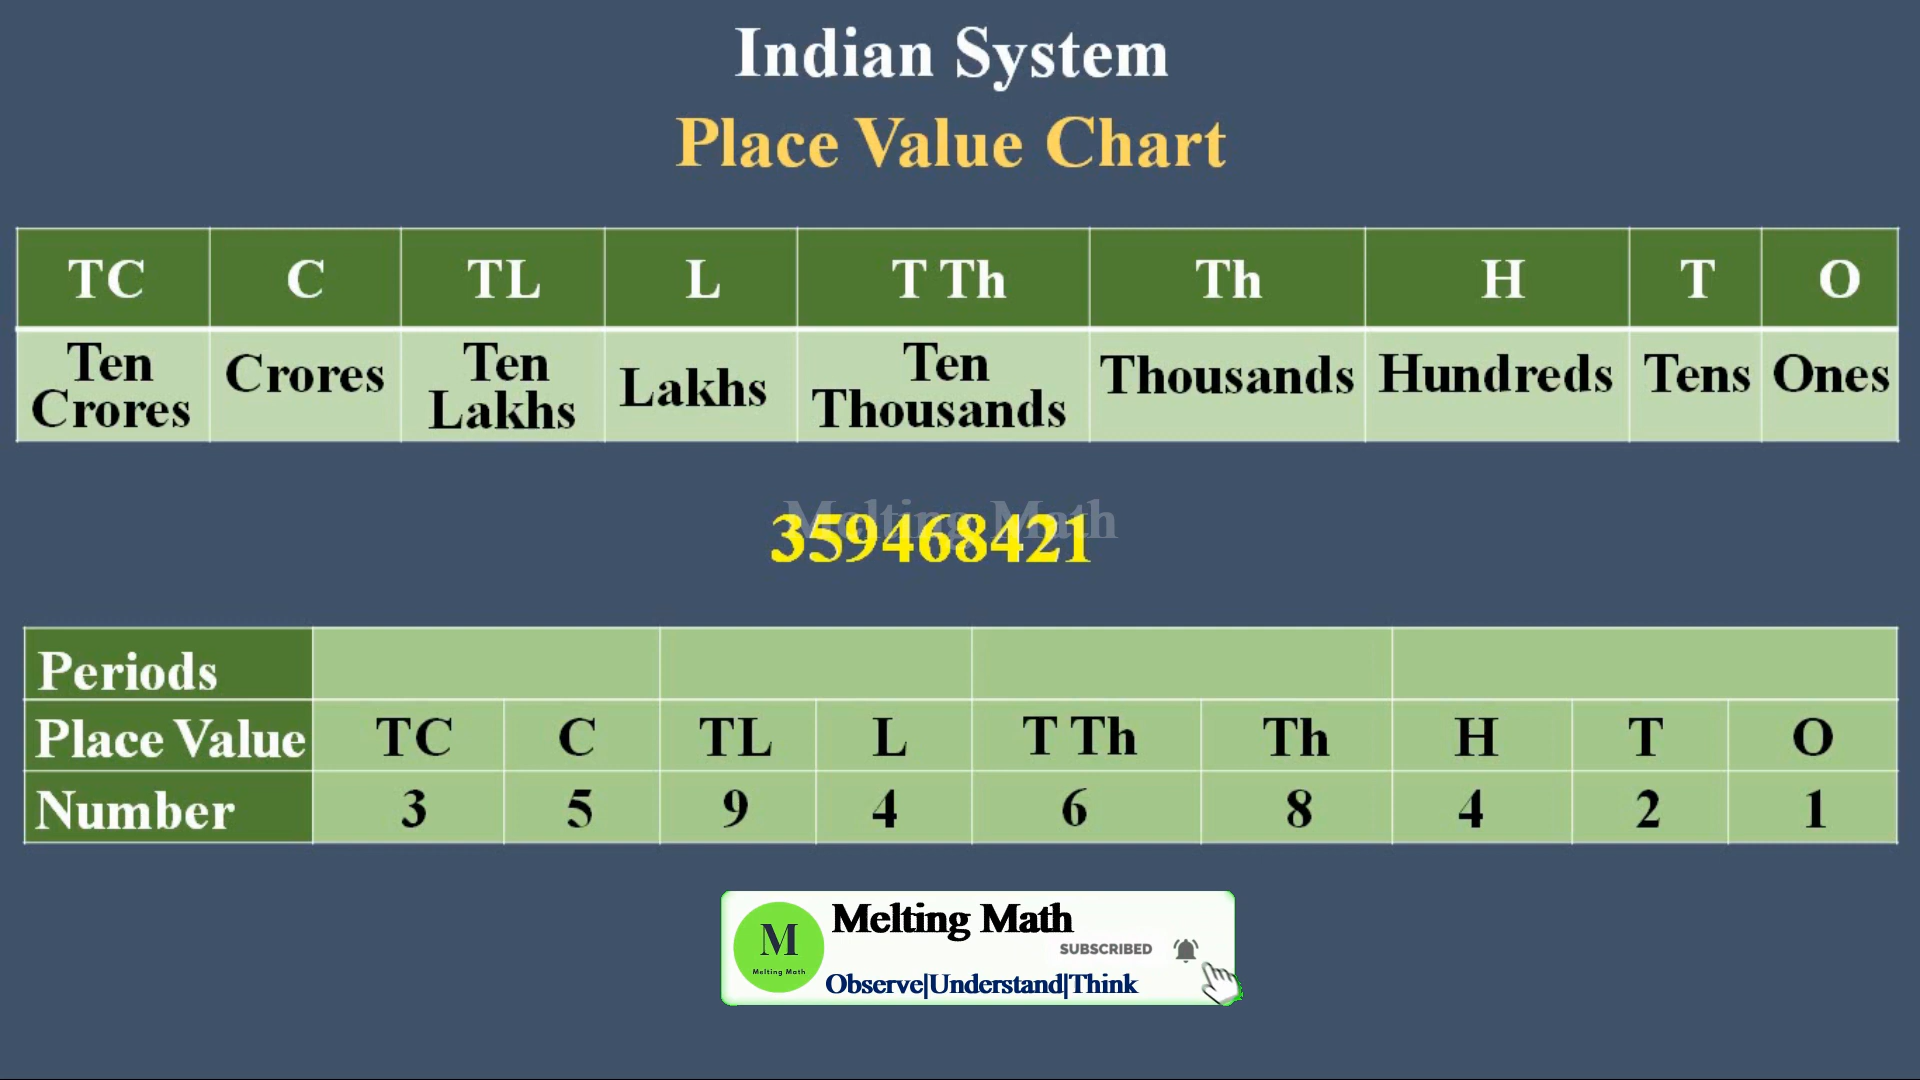 Indian System
Place Value Chart
TC C TL L T Th Th H T O
Ten Crores Crores Ten Lakhs Lakhs Ten Thousands Thousands Hundreds Tens Ones
Melting Math
359468421
Periods
Place Value TC C TL L T Th Th H T O
Number 3 5 9 4 6 8 4 2 1
M
Melting Math
Melting Math
SUBSCRIBED
Observe|Understand|Think